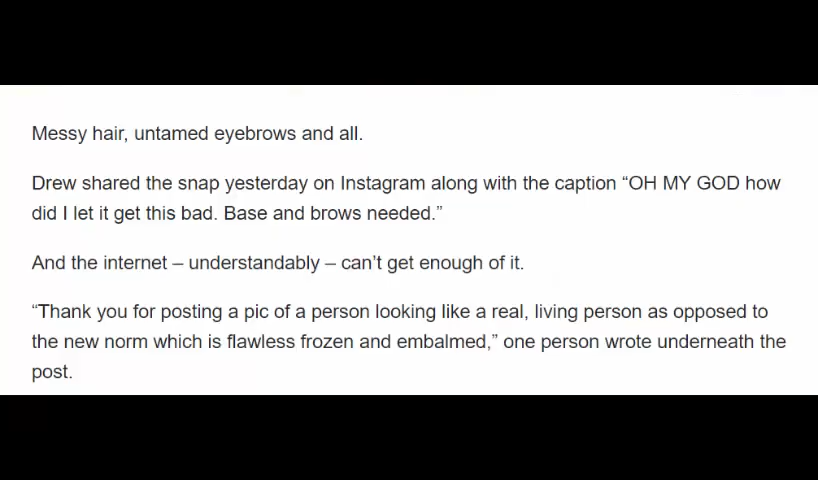 Messy hair, untamed eyebrows and all.
Drew shared the snap yesterday on Instagram along with the caption “OH MY GOD how
did I let it get this bad. Base and brows needed.”
And the internet – understandably – can’t get enough of it.
“Thank you for posting a pic of a person looking like a real, living person as opposed to
the new norm which is flawless frozen and embalmed,” one person wrote underneath the
post.